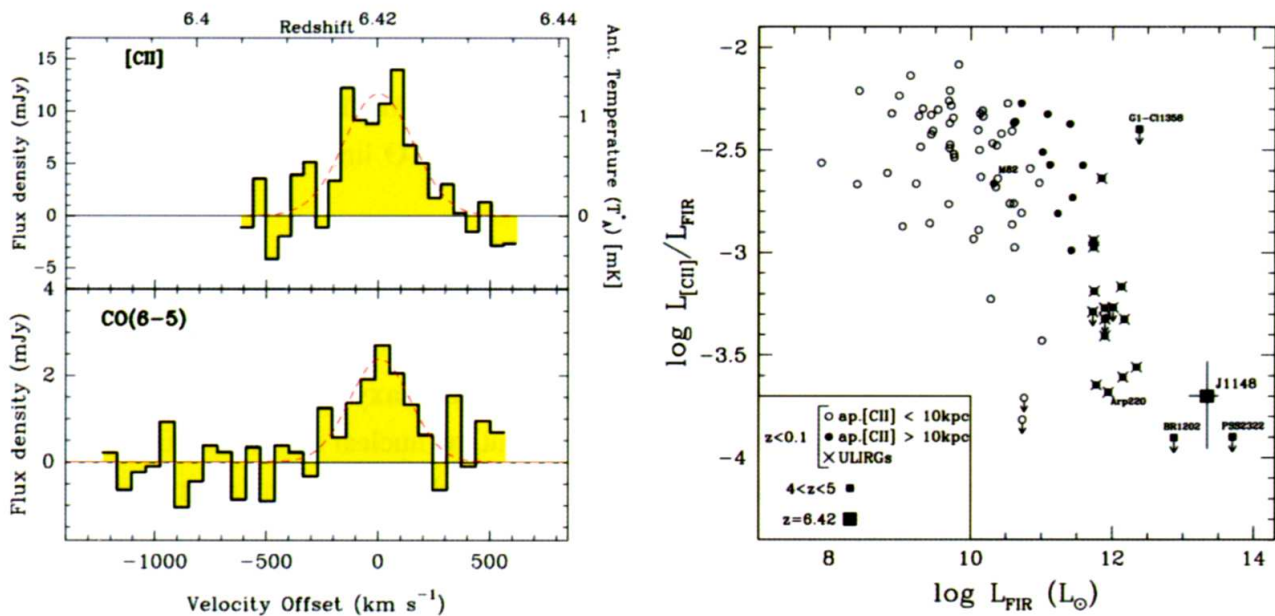 6.4 6.42 6.44
Redshift
[CII]
15
10
5
0
-5
Flux density (mJy)
1
0
Ant. Temperature (T*A) [mK]
CO(6-5)
4
2
0
Flux density (mJy)
-1000 -500 0 500
Velocity Offset (km s⁻¹)
-2
-2.5
-3
-3.5
-4
log L[CII]/LFIR
G1-Cl1358
M82
Arp220
J1148
BR1202
PSS2322
z<0.1
ap.[CII] < 10kpc
ap.[CII] > 10kpc
ULIRGs
4<z<5
z=6.42
8 10 11 12 14
log LFIR (L⊙)